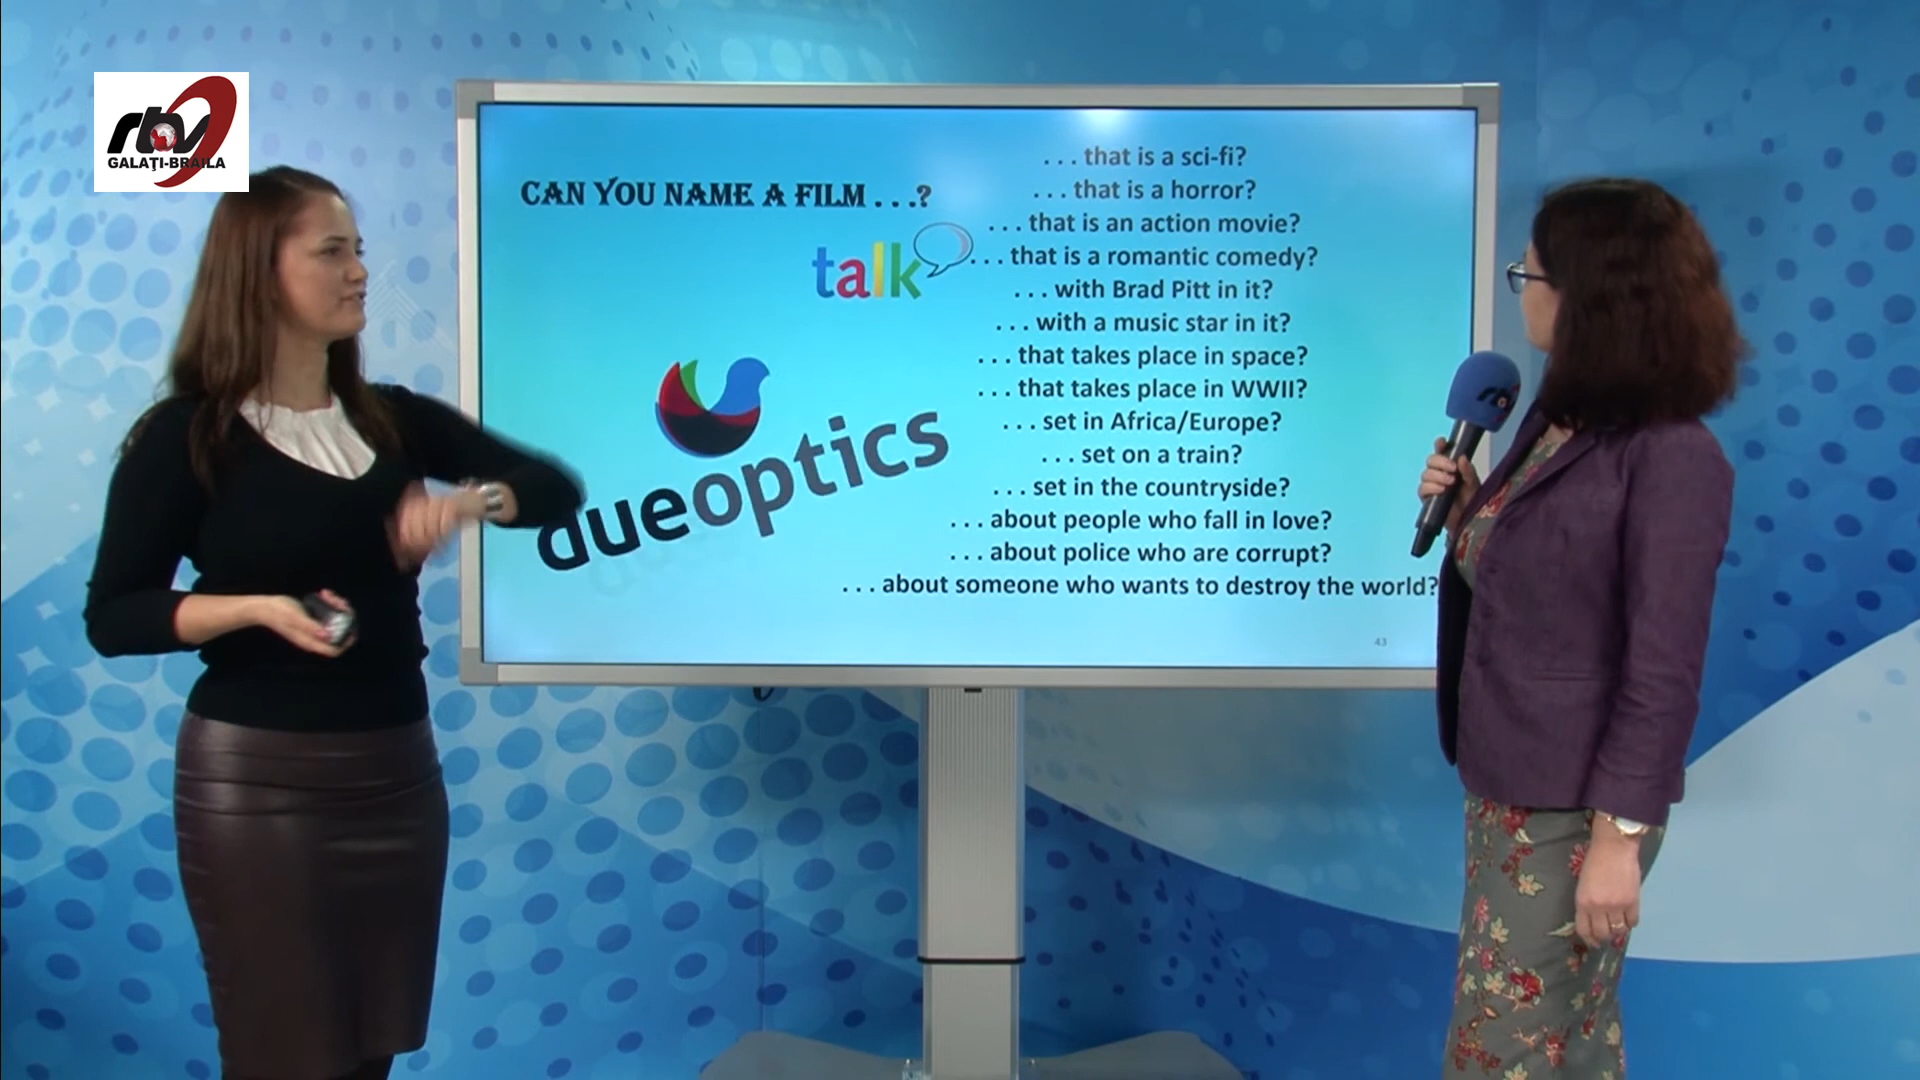 rtv
GALAŢI-BRAILA
CAN YOU NAME A FILM . . .?
talk
dueoptics
. . . that is a sci-fi?
. . . that is a horror?
. . . that is an action movie?
. . . that is a romantic comedy?
. . . with Brad Pitt in it?
. . . with a music star in it?
. . . that takes place in space?
. . . that takes place in WWII?
. . . set in Africa/Europe?
. . . set on a train?
. . . set in the countryside?
. . . about people who fall in love?
. . . about police who are corrupt?
. . . about someone who wants to destroy the world?
43